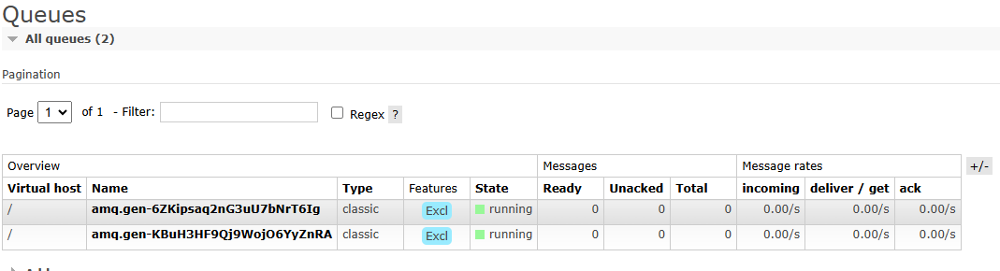 Queues
All queues (2)
Pagination
Page 1 of 1 - Filter: Regex ?
Overview Messages Message rates +/-
Virtual host Name Type Features State Ready Unacked Total incoming deliver / get ack
/ amq.gen-6ZKipsaq2nG3uU7bNrT6Ig classic Excl running 0 0 0 0.00/s 0.00/s 0.00/s
/ amq.gen-KBuH3HF9Qj9WojO6YyZnRA classic Excl running 0 0 0 0.00/s 0.00/s 0.00/s